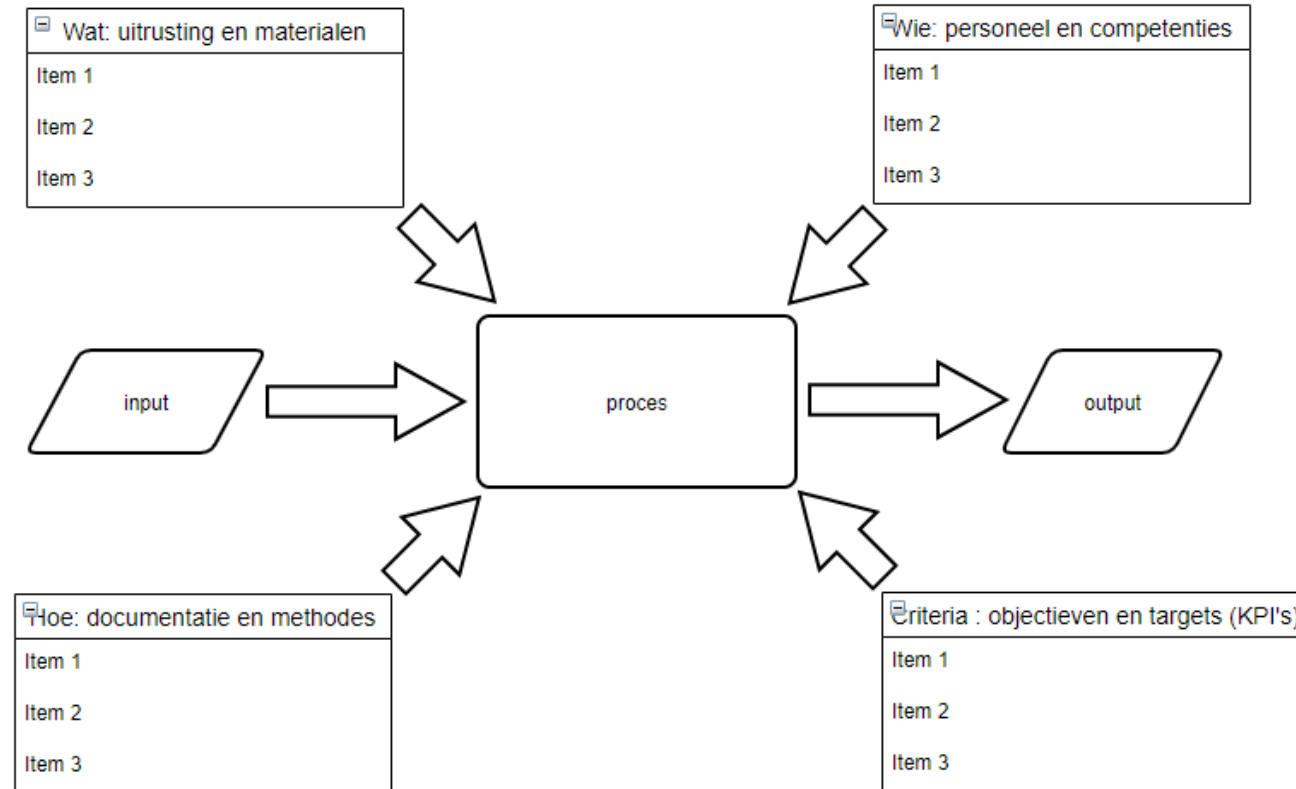 Wat: uitrusting en materialen
Item 1
Item 2
Item 3
Wie: personeel en competenties
Item 1
Item 2
Item 3
input
proces
output
Hoe: documentatie en methodes
Item 1
Item 2
Item 3
Criteria : objectieven en targets (KPI's)
Item 1
Item 2
Item 3